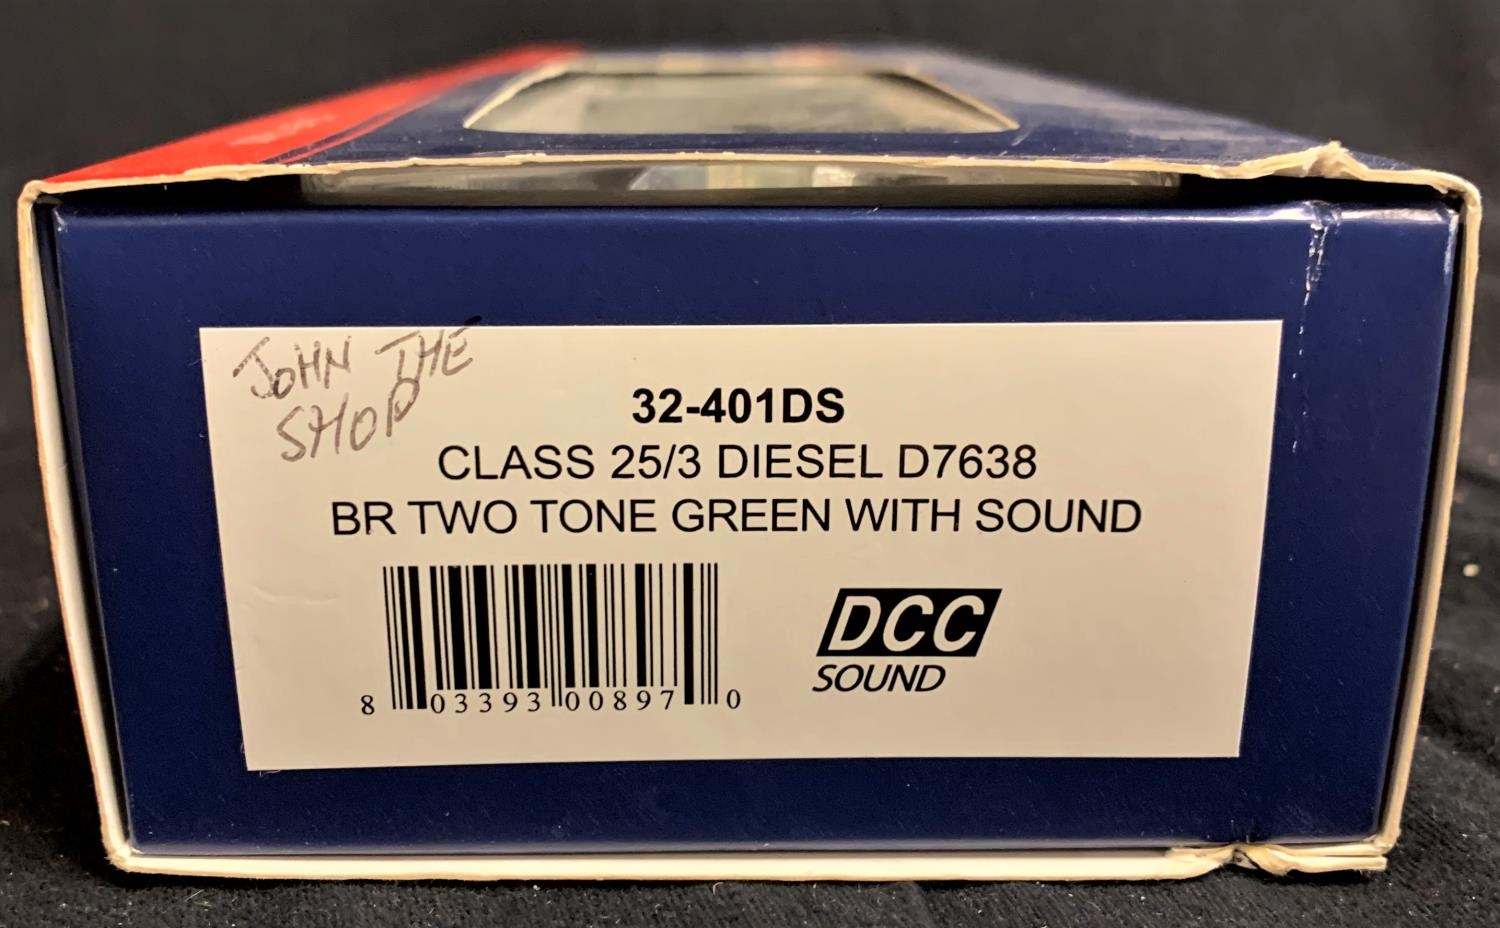 JOHN THE
SHOP
32-401DS
CLASS 25/3 DIESEL D7638
BR TWO TONE GREEN WITH SOUND
8 03393 00897 0
DCC
SOUND